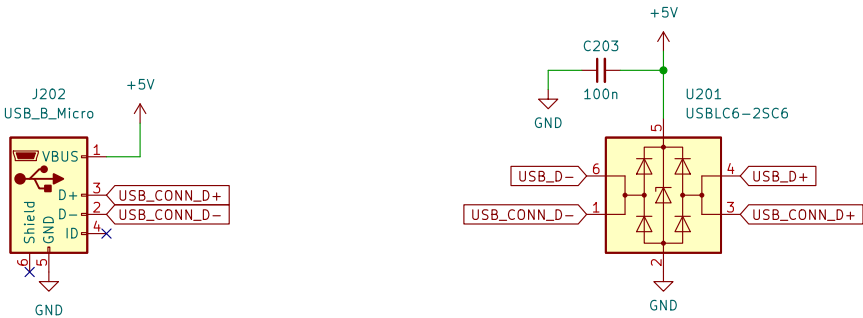 J202
USB_B_Micro
+5V
VBUS
1
D+
3
USB_CONN_D+
D-
2
USB_CONN_D-
ID
4
Shield
GND
6
5
GND
+5V
C203
100n
GND
U201
USBLC6-2SC6
5
USB_D-
6
4
USB_D+
USB_CONN_D-
1
3
USB_CONN_D+
2
GND